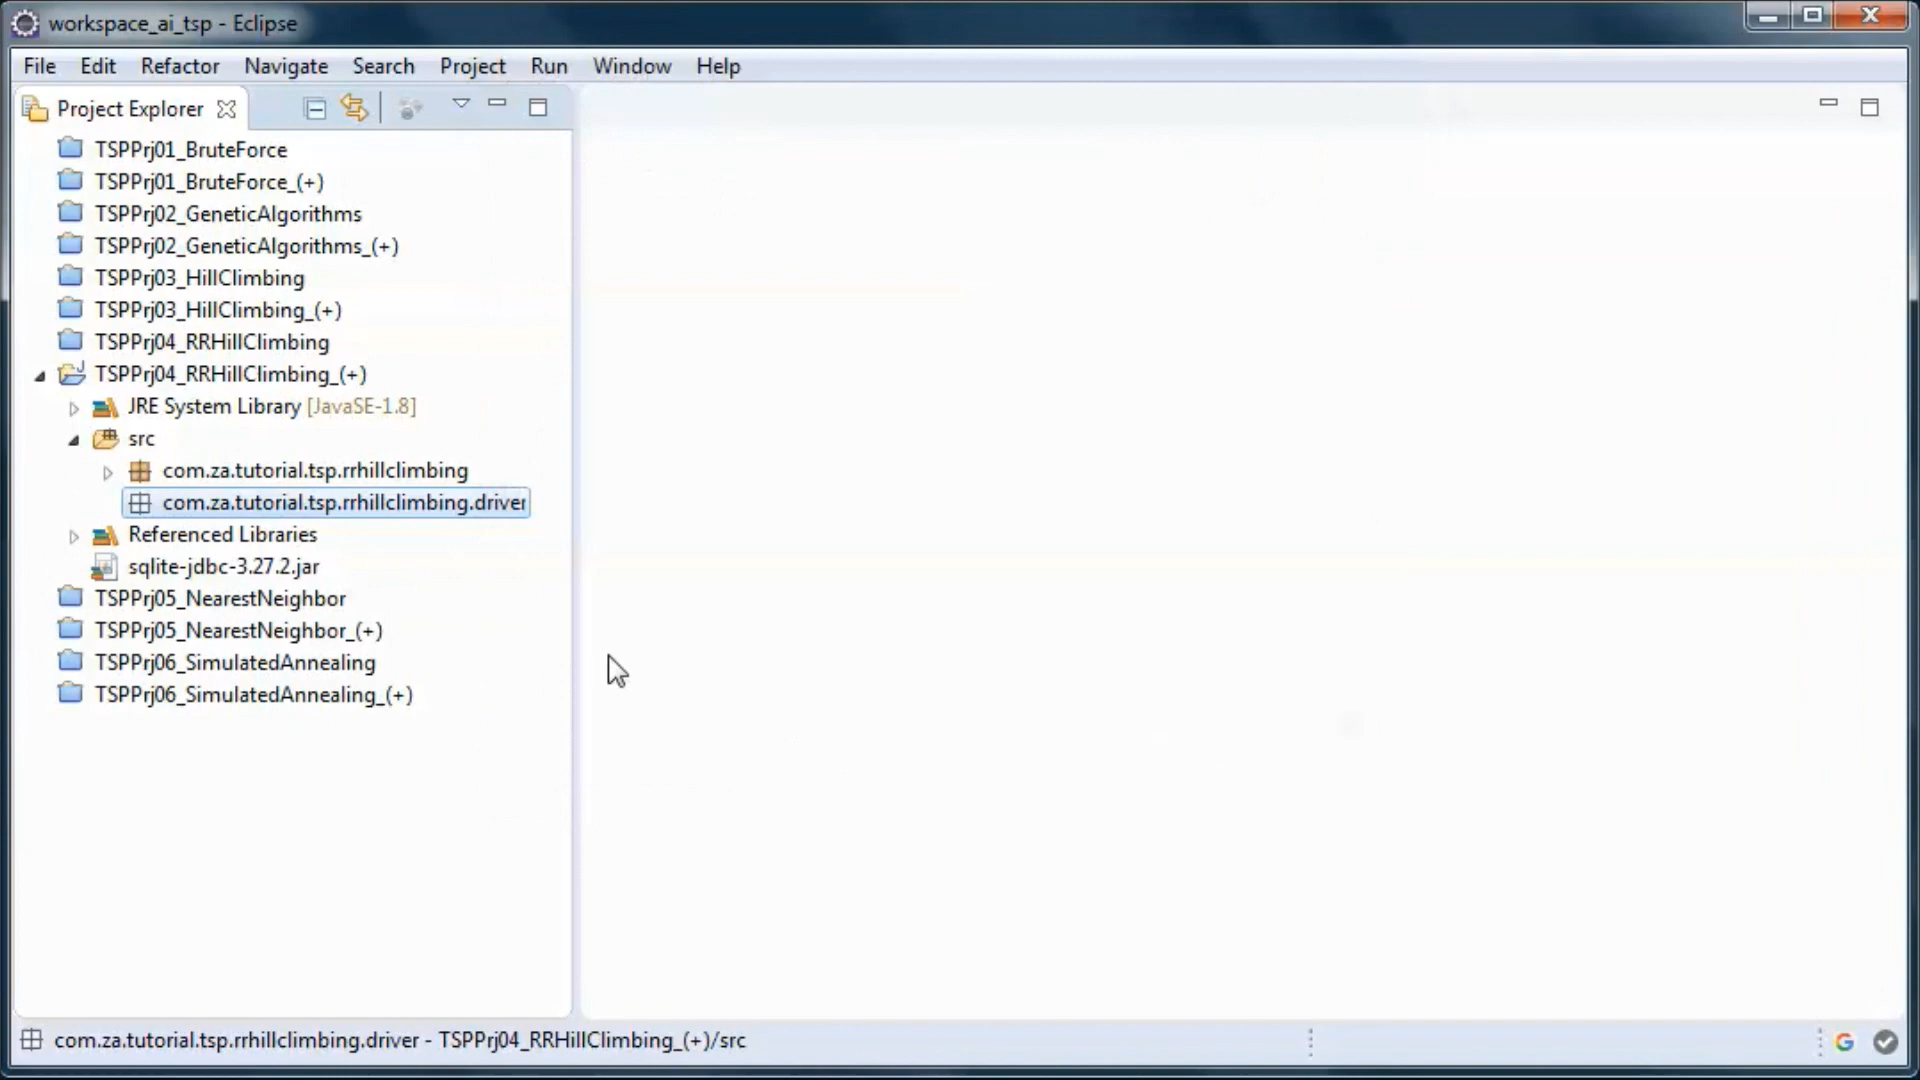 workspace_ai_tsp - Eclipse
File Edit Refactor Navigate Search Project Run Window Help
Project Explorer
TSPPrj01_BruteForce
TSPPrj01_BruteForce_(+)
TSPPrj02_GeneticAlgorithms
TSPPrj02_GeneticAlgorithms_(+)
TSPPrj03_HillClimbing
TSPPrj03_HillClimbing_(+)
TSPPrj04_RRHillClimbing
TSPPrj04_RRHillClimbing_(+)
JRE System Library [JavaSE-1.8]
src
com.za.tutorial.tsp.rrhillclimbing
com.za.tutorial.tsp.rrhillclimbing.driver
Referenced Libraries
sqlite-jdbc-3.27.2.jar
TSPPrj05_NearestNeighbor
TSPPrj05_NearestNeighbor_(+)
TSPPrj06_SimulatedAnnealing
TSPPrj06_SimulatedAnnealing_(+)
com.za.tutorial.tsp.rrhillclimbing.driver - TSPPrj04_RRHillClimbing_(+)/src